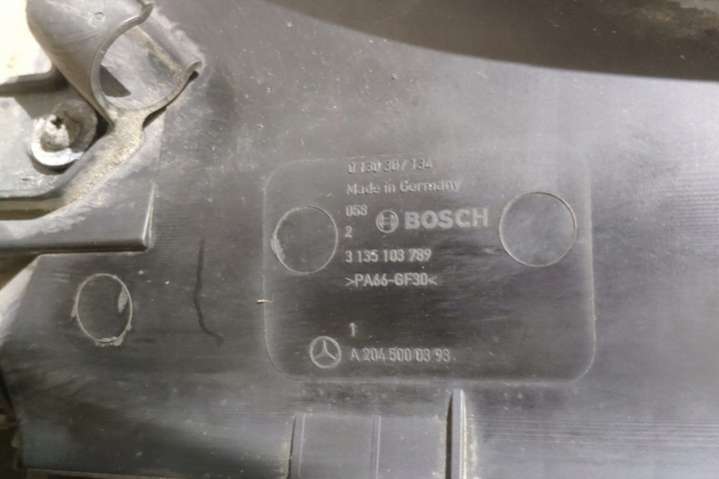 0 130 307 134
Made in Germany
058
BOSCH
2
3 135 103 789
>PA66-GF30<
1
A 204 500 03 93